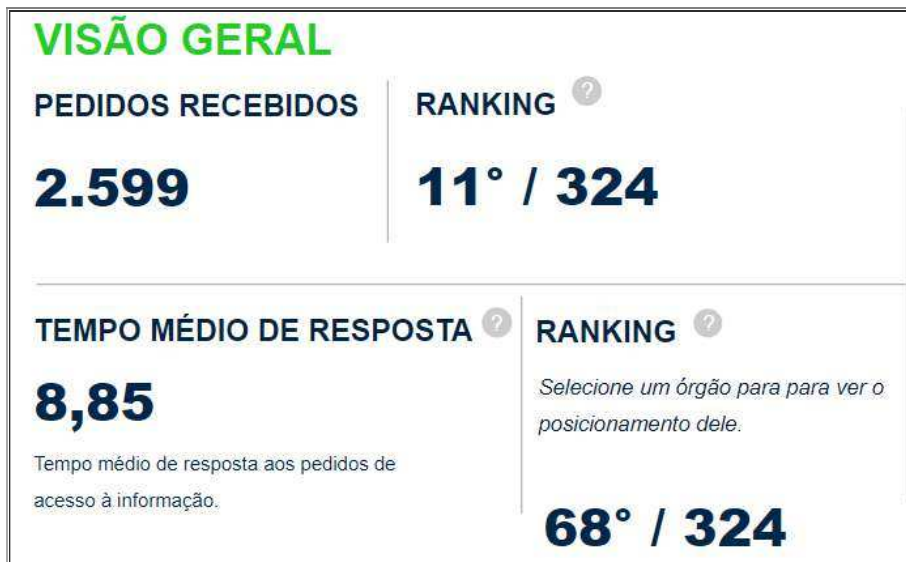 VISÃO GERAL
PEDIDOS RECEBIDOS
2.599
RANKING ?
11° / 324
TEMPO MÉDIO DE RESPOSTA ?
8,85
Tempo médio de resposta aos pedidos de
acesso à informação.
RANKING ?
Selecione um órgão para para ver o
posicionamento dele.
68° / 324